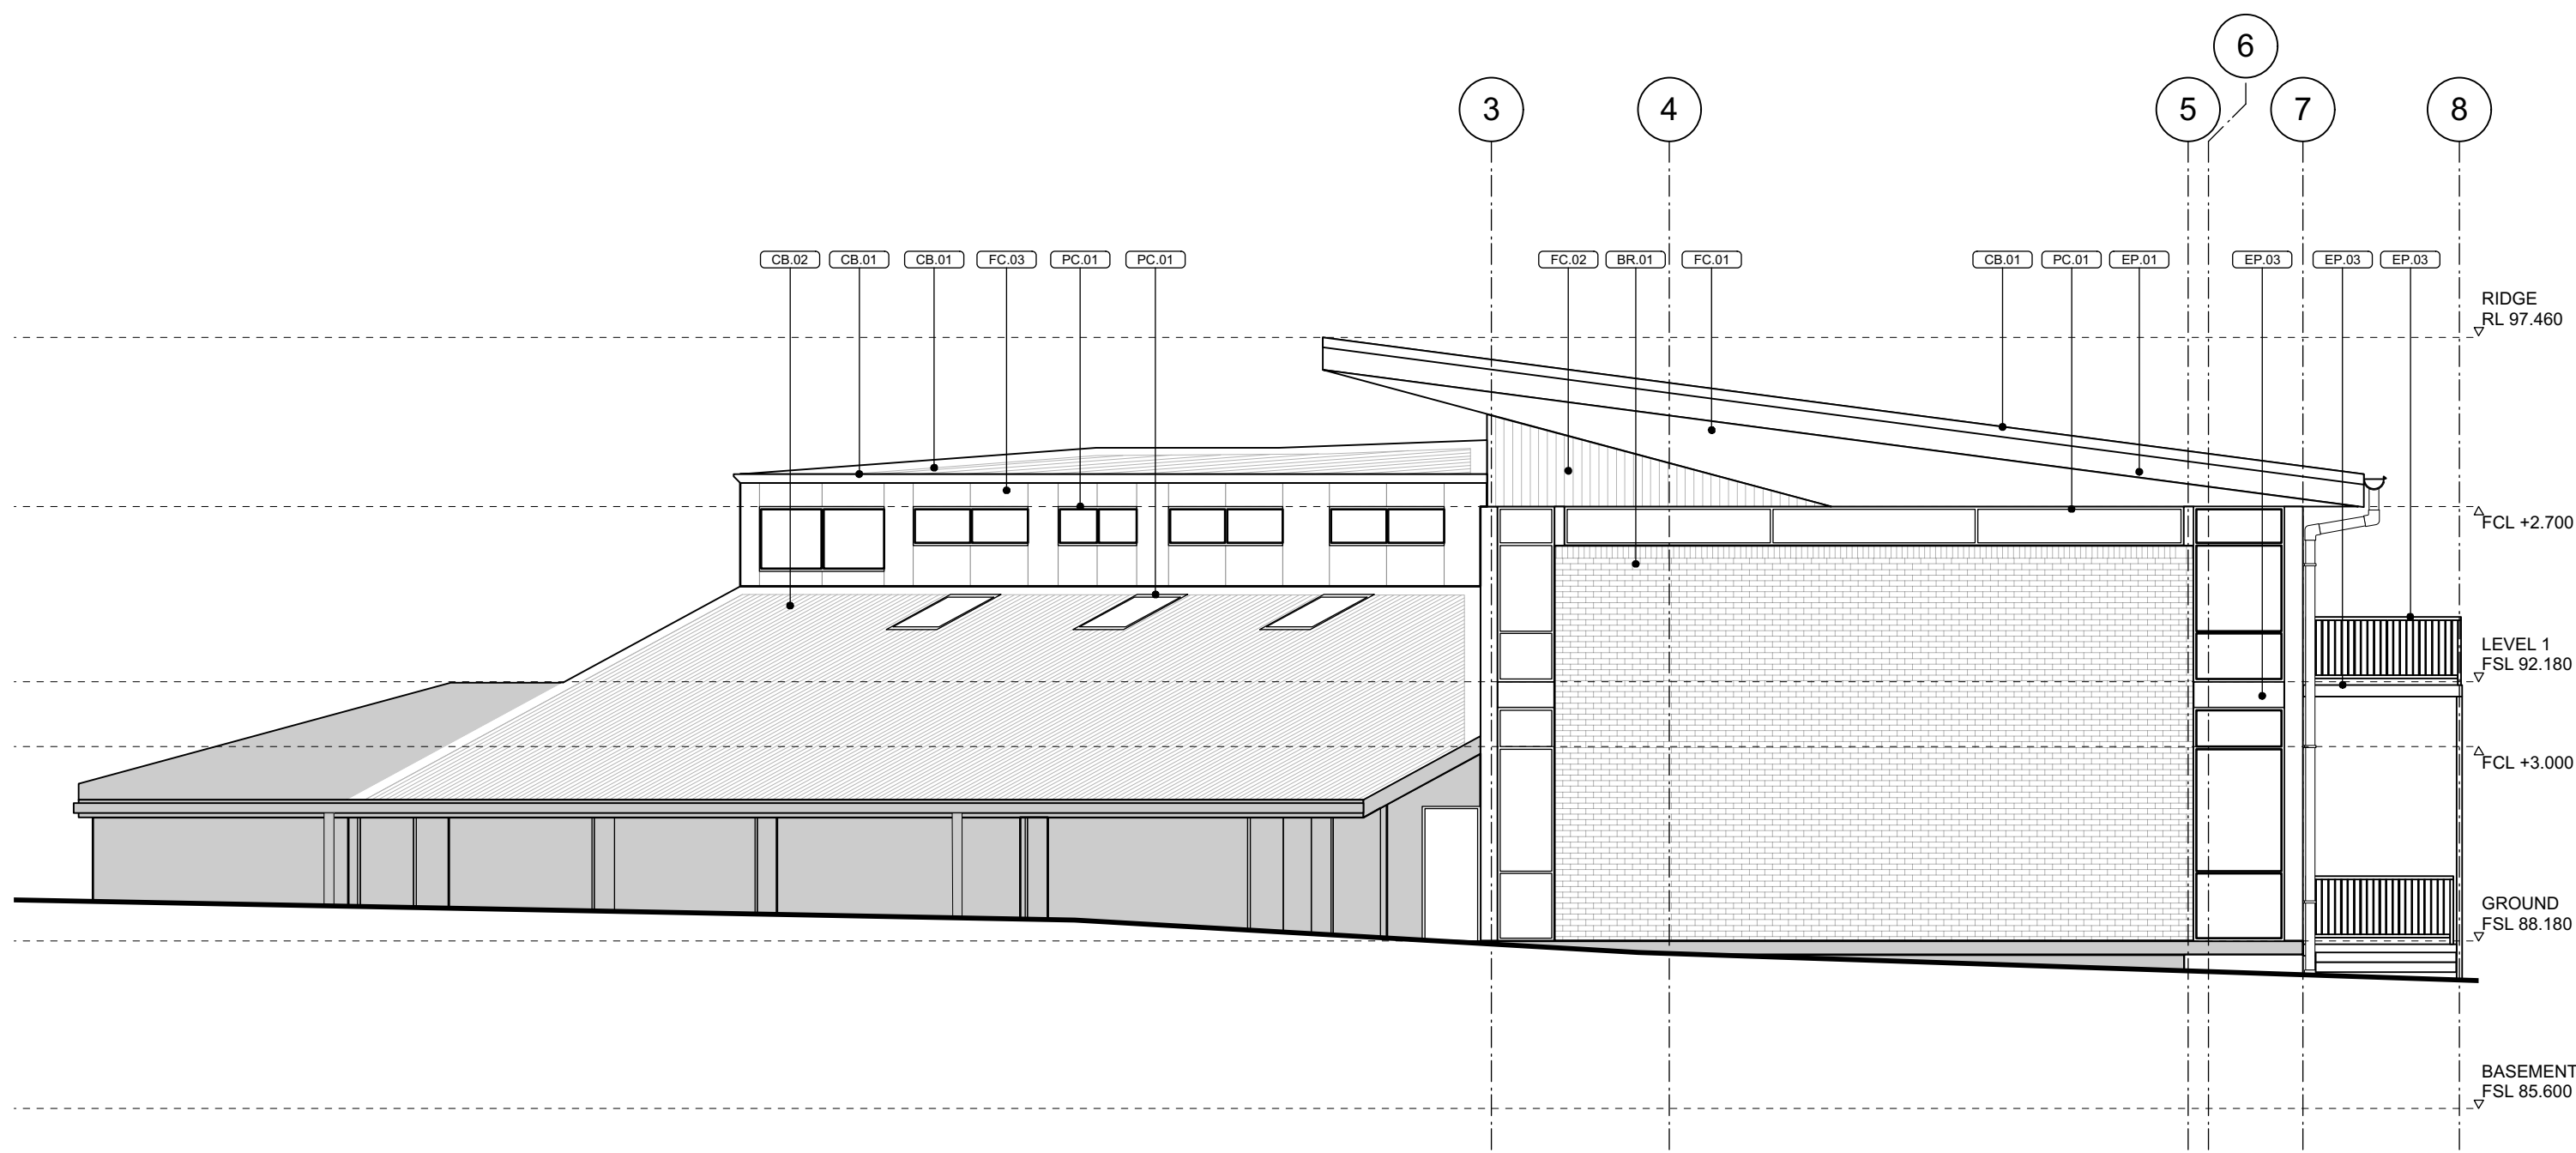 6
3
4
5
7
8
CB.02
CB.01
CB.01
FC.03
PC.01
PC.01
FC.02
BR.01
FC.01
CB.01
PC.01
EP.01
EP.03
EP.03
EP.03
RIDGE
RL 97.460
FCL +2.700
LEVEL 1
FSL 92.180
FCL +3.000
GROUND
FSL 88.180
BASEMENT
FSL 85.600